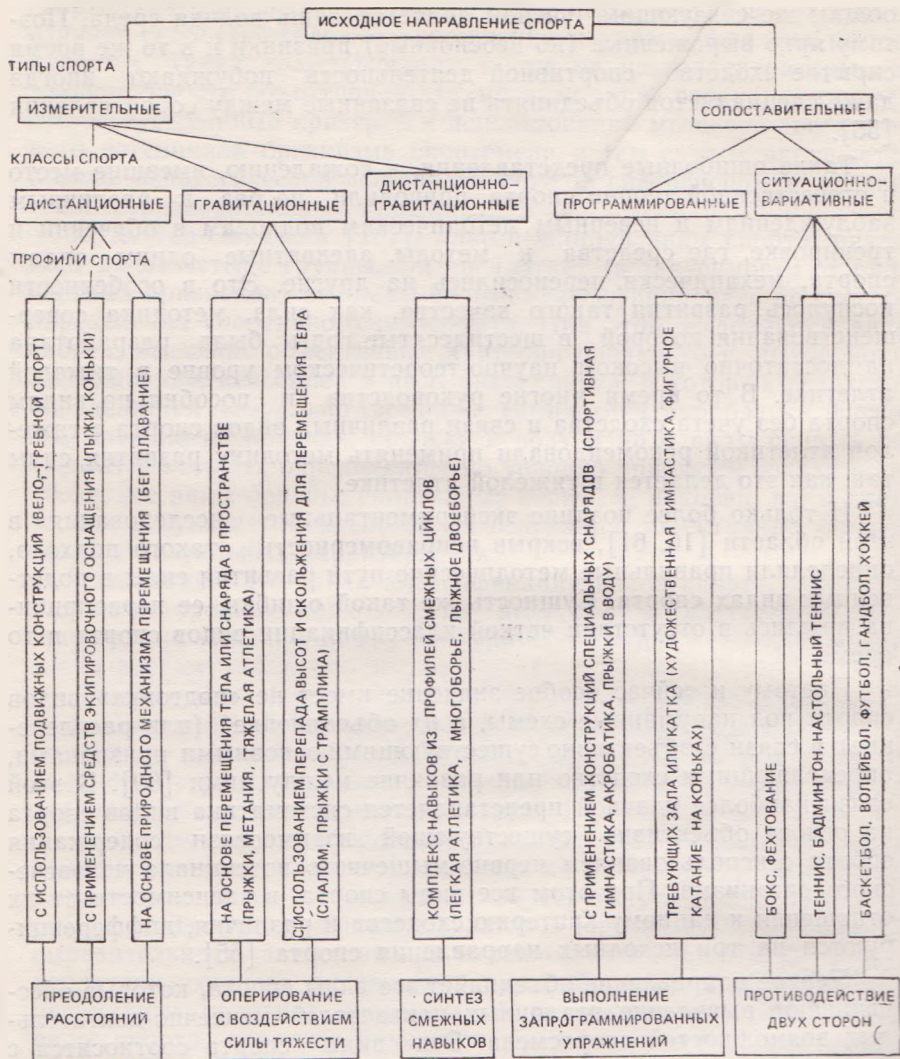 ИСХОДНОЕ НАПРАВЛЕНИЕ СПОРТА
ТИПЫ СПОРТА
ИЗМЕРИТЕЛЬНЫЕ
СОПОСТАВИТЕЛЬНЫЕ
КЛАССЫ СПОРТА
ДИСТАНЦИОННЫЕ
ГРАВИТАЦИОННЫЕ
ДИСТАНЦИОННО-
ГРАВИТАЦИОННЫЕ
ПРОГРАММИРОВАННЫЕ
СИТУАЦИОННО-
ВАРИАТИВНЫЕ
ПРОФИЛИ СПОРТА
С ИСПОЛЬЗОВАНИЕМ ПОДВИЖНЫХ КОНСТРУКЦИЙ (ВЕЛО-, ГРЕБНОЙ СПОРТ)
С ПРИМЕНЕНИЕМ СРЕДСТВ ЭКИПИРОВОЧНОГО ОСНАЩЕНИЯ (ЛЫЖИ, КОНЬКИ)
НА ОСНОВЕ ПРИРОДНОГО МЕХАНИЗМА ПЕРЕМЕЩЕНИЯ (БЕГ, ПЛАВАНИЕ)
НА ОСНОВЕ ПЕРЕМЕЩЕНИЯ ТЕЛА ИЛИ СНАРЯДА В ПРОСТРАНСТВЕ
(ПРЫЖКИ, МЕТАНИЯ, ТЯЖЕЛАЯ АТЛЕТИКА)
С ИСПОЛЬЗОВАНИЕМ ПЕРЕПАДА ВЫСОТ И СКОЛЬЖЕНИЯ ДЛЯ ПЕРЕМЕЩЕНИЯ ТЕЛА
(СЛАЛОМ, ПРЫЖКИ С ТРАМПЛИНА)
КОМПЛЕКС НАВЫКОВ ИЗ ПРОФИЛЕЙ СМЕЖНЫХ ЦИКЛОВ
(ЛЕГКАЯ АТЛЕТИКА, МНОГОБОРЬЕ, ЛЫЖНОЕ ДВОЕБОРЬЕ)
С ПРИМЕНЕНИЕМ КОНСТРУКЦИЙ СПЕЦИАЛЬНЫХ СНАРЯДОВ (СПОРТИВНАЯ
ГИМНАСТИКА, АКРОБАТИКА, ПРЫЖКИ В ВОДУ)
ТРЕБУЮЩИЕ ЗАПАДЛИНКОВКА (ХУДОЖЕСТВЕННАЯ ГИМНАСТИКА, ФИГУРНОЕ
КАТАНИЕ НА КОНЬКАХ)
БОКС, ФЕХТОВАНИЕ
ТЕННИС, БАДМИНТОН, НАСТОЛЬНЫЙ ТЕННИС
БАСКЕТБОЛ, ВОЛЕЙБОЛ, ФУТБОЛ, ГАНДБОЛ, ХОККЕЙ
ПРЕОДОЛЕНИЕ
РАССТОЯНИЙ
ОПЕРИРОВАНИЕ
С ВОЗДЕЙСТВИЕМ
СИЛЫ ТЯЖЕСТИ
СИНТЕЗ
СМЕЖНЫХ
НАВЫКОВ
ВЫПОЛНЕНИЕ
ЗАПРОГРАММИРОВАННЫХ
УПРАЖНЕНИЙ
ПРОТИВОДЕЙСТВИЕ
ДВУХ СТОРОН